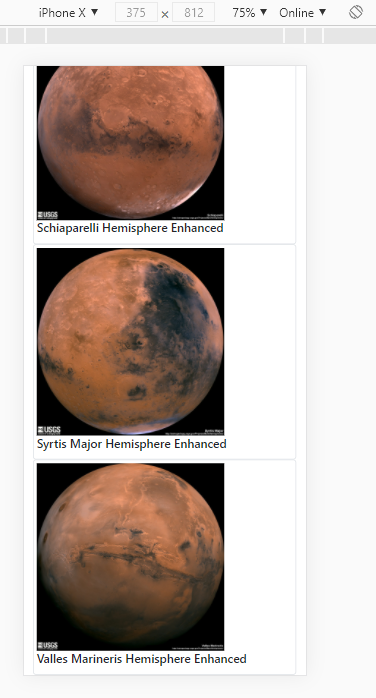 iPhone X ▼ 375 × 812 75% ▼ Online ▼
USGS
Schiaparelli Hemisphere Enhanced
USGS
Syrtis Major Hemisphere Enhanced
USGS
Valles Marineris Hemisphere Enhanced